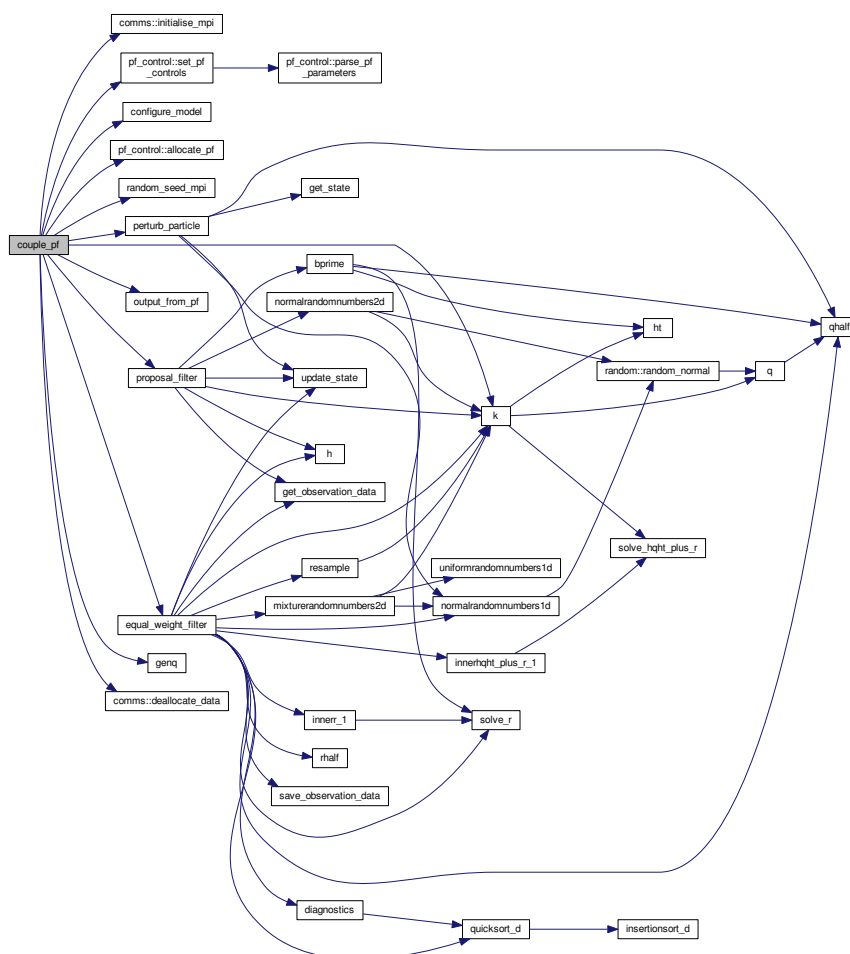 comms::initialise_mpi
pf_control::set_pf
_controls
pf_control::parse_pf
_parameters
configure_model
pf_control::allocate_pf
random_seed_mpi
get_state
perturb_particle
couple_pf
bprime
output_from_pf
normalrandomnumbers2d
ht
qhalf
proposal_filter
update_state
random::random_normal
q
k
h
get_observation_data
solve_hqht_plus_r
resample
uniformrandomnumbers1d
mixturerandomnumbers2d
normalrandomnumbers1d
equal_weight_filter
genq
innerhqht_plus_r_1
comms::deallocate_data
innerr_1
solve_r
rhalf
save_observation_data
diagnostics
quicksort_d
insertionsort_d